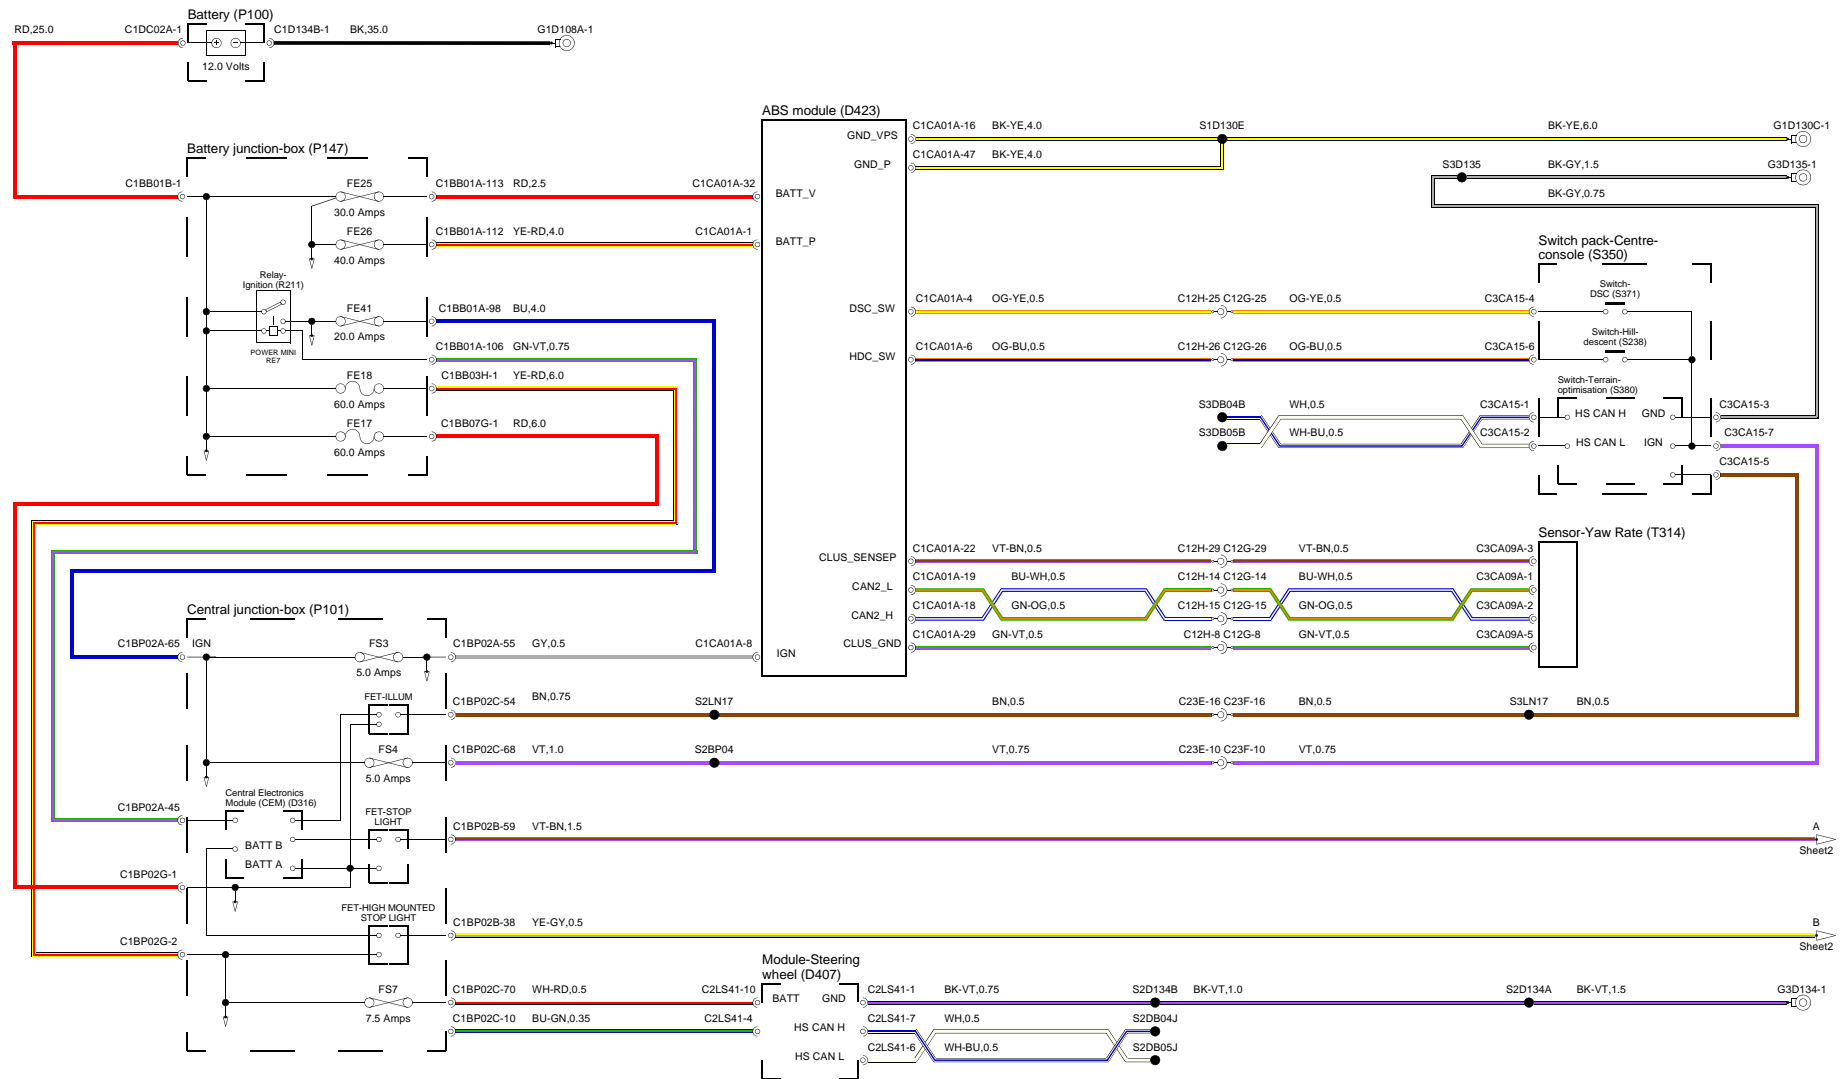 Battery (P100)
RD,25.0
C1DC02A-1
C1D134B-1
BK,35.0
G1D108A-1
12.0 Volts
ABS module (D423)
GND_VPS
C1CA01A-16
BK-YE,4.0
S1D130E
BK-YE,6.0
G1D130C-1
GND_P
C1CA01A-47
BK-YE,4.0
S3D135
BK-GY,1.5
G3D135-1
BK-GY,0.75
Battery junction-box (P147)
C1BB01B-1
FE25
30.0 Amps
C1BB01A-113
RD,2.5
C1CA01A-32
BATT_V
FE26
40.0 Amps
C1BB01A-112
YE-RD,4.0
C1CA01A-1
BATT_P
Relay-
Ignition (R211)
POWER MINI
RE7
FE41
20.0 Amps
C1BB01A-98
BU,4.0
C1BB01A-106
GN-VT,0.75
FE18
60.0 Amps
C1BB03H-1
YE-RD,6.0
FE17
60.0 Amps
C1BB07G-1
RD,6.0
Switch pack-Centre-
console (S350)
DSC_SW
C1CA01A-4
OG-YE,0.5
C12H-25
C12G-25
OG-YE,0.5
C3CA15-4
Switch-
DSC (S371)
HDC_SW
C1CA01A-6
OG-BU,0.5
C12H-26
C12G-26
OG-BU,0.5
C3CA15-6
Switch-Hill-
descent (S238)
Switch-Terrain-
optimisation (S380)
S3DB04B
WH,0.5
C3CA15-1
HS CAN H
GND
C3CA15-3
S3DB05B
WH-BU,0.5
C3CA15-2
HS CAN L
IGN
C3CA15-7
C3CA15-5
Sensor-Yaw Rate (T314)
CLUS_SENSEP
C1CA01A-22
VT-BN,0.5
C12H-29
C12G-29
VT-BN,0.5
C3CA09A-3
CAN2_L
C1CA01A-19
BU-WH,0.5
C12H-14
C12G-14
BU-WH,0.5
C3CA09A-1
CAN2_H
C1CA01A-18
GN-OG,0.5
C12H-15
C12G-15
GN-OG,0.5
C3CA09A-2
CLUS_GND
C1CA01A-29
GN-VT,0.5
C12H-8
C12G-8
GN-VT,0.5
C3CA09A-5
Central junction-box (P101)
C1BP02A-65
IGN
FS3
5.0 Amps
C1BP02A-55
GY,0.5
C1CA01A-8
IGN
FET-ILLUM
C1BP02C-54
BN,0.75
S2LN17
BN,0.5
C23E-16
C23F-16
BN,0.5
S3LN17
BN,0.5
FS4
5.0 Amps
C1BP02C-68
VT,1.0
S2BP04
VT,0.75
C23E-10
C23F-10
VT,0.75
C1BP02A-45
Central Electronics
Module (CEM) (D316)
BATT B
BATT A
FET-STOP
LIGHT
C1BP02B-59
VT-BN,1.5
A
Sheet2
C1BP02G-1
FET-HIGH MOUNTED
STOP LIGHT
C1BP02B-38
YE-GY,0.5
B
Sheet2
C1BP02G-2
Module-Steering
wheel (D407)
FS7
7.5 Amps
C1BP02C-70
WH-RD,0.5
C2LS41-10
BATT
GND
C2LS41-1
BK-VT,0.75
S2D134B
BK-VT,1.0
S2D134A
BK-VT,1.5
G3D134-1
C1BP02C-10
BU-GN,0.35
C2LS41-4
HS CAN H
C2LS41-7
WH,0.5
S2DB04J
HS CAN L
C2LS41-6
WH-BU,0.5
S2DB05J